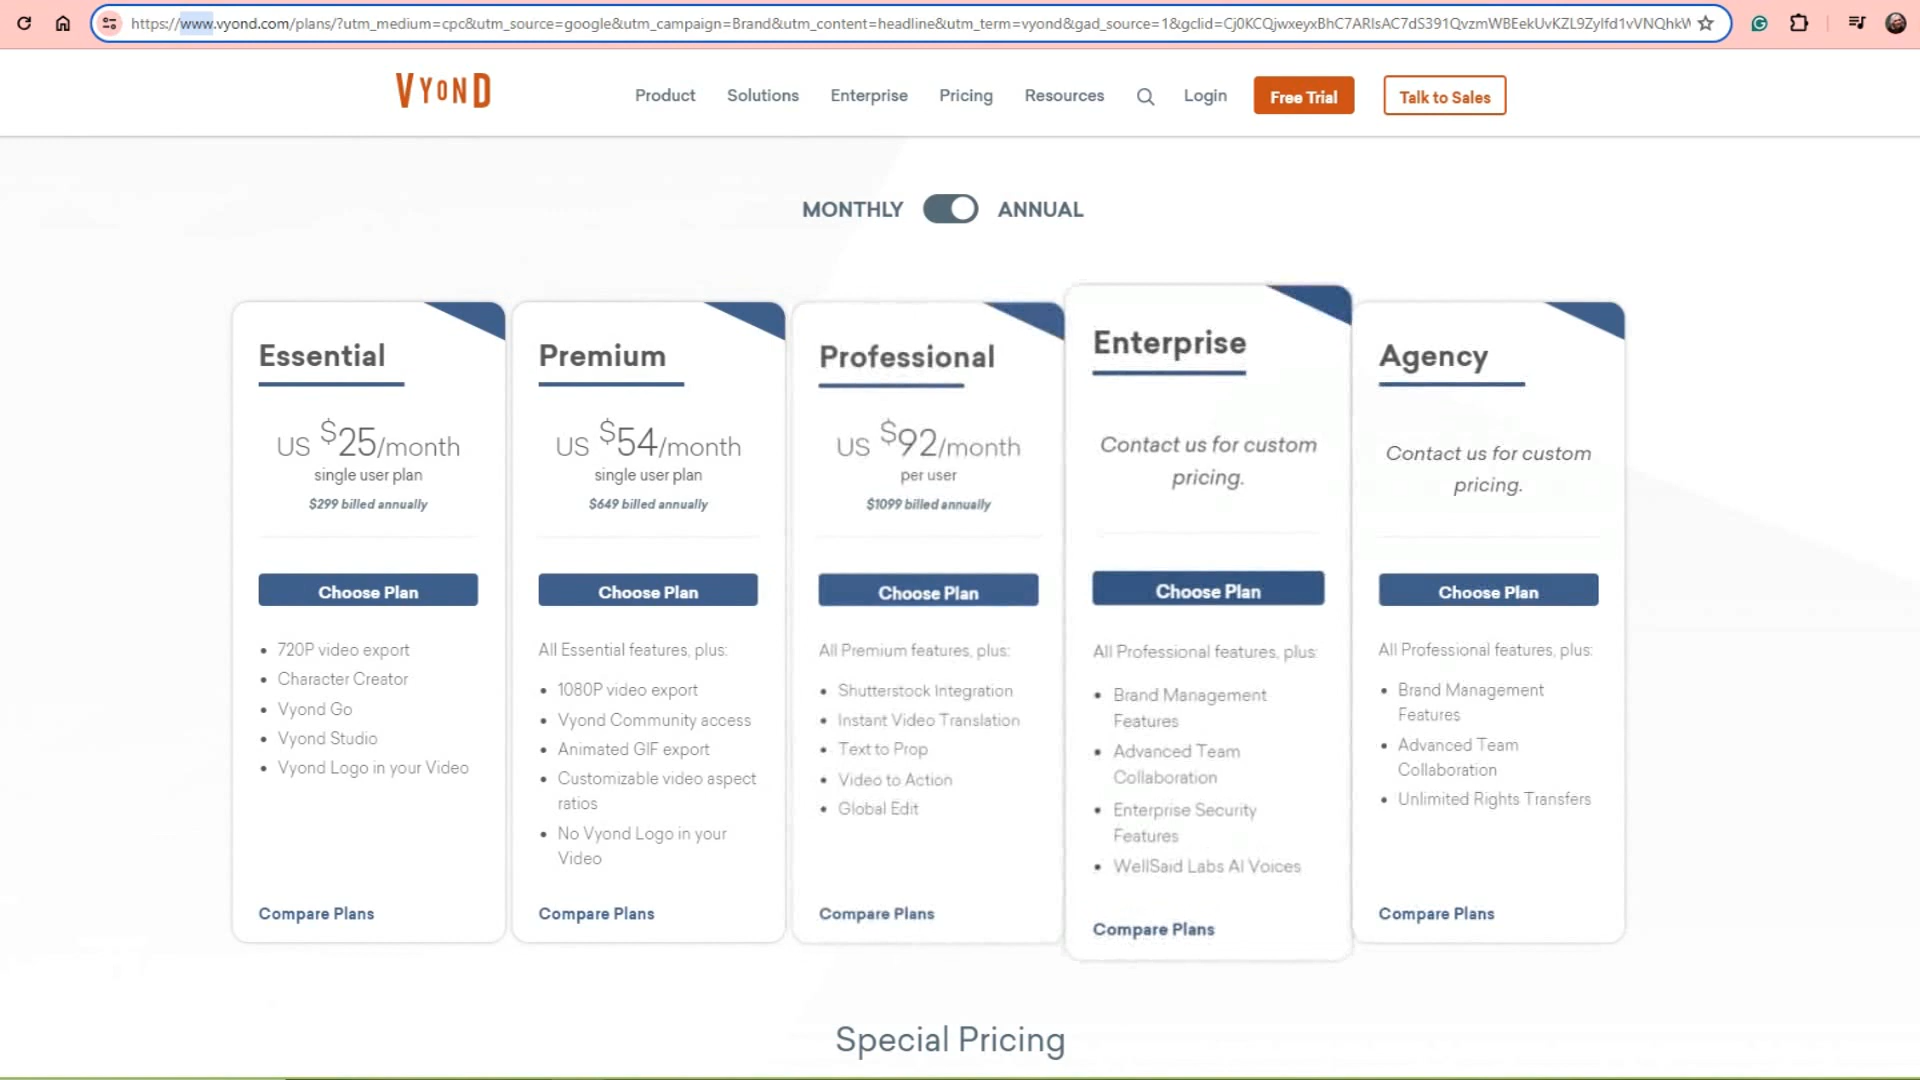 https://www.vyond.com/plans/?utm_medium=cpc&utm_source=google&utm_campaign=Brand&utm_content=headline&utm_term=vyond&gad_source=1&gclid=
VYOND
Product Solutions Enterprise Pricing Resources Login Free Trial Talk to Sales
MONTHLY ANNUAL
Essential
US $25/month
single user plan
$299 billed annually
Choose Plan
• 720P video export
• Character Creator
• Vyond Go
• Vyond Studio
• Vyond Logo in your Video
Compare Plans
Premium
US $54/month
single user plan
$649 billed annually
Choose Plan
All Essential features, plus:
• 1080P video export
• Vyond Community access
• Animated GIF export
• Customizable video aspect
ratios
• No Vyond Logo in your
Video
Compare Plans
Professional
US $92/month
per user
$1099 billed annually
Choose Plan
All Premium features, plus:
• Shutterstock Integration
• Instant Video Translation
• Text to Prop
• Video to Action
• Global Edit
Compare Plans
Enterprise
Contact us for custom
pricing.
Choose Plan
All Professional features, plus:
• Brand Management
Features
• Advanced Team
Collaboration
• Enterprise Security
Features
• WellSaid Labs AI Voices
Compare Plans
Agency
Contact us for custom
pricing.
Choose Plan
All Professional features, plus:
• Brand Management
Features
• Advanced Team
Collaboration
• Unlimited Rights Transfers
Compare Plans
Special Pricing